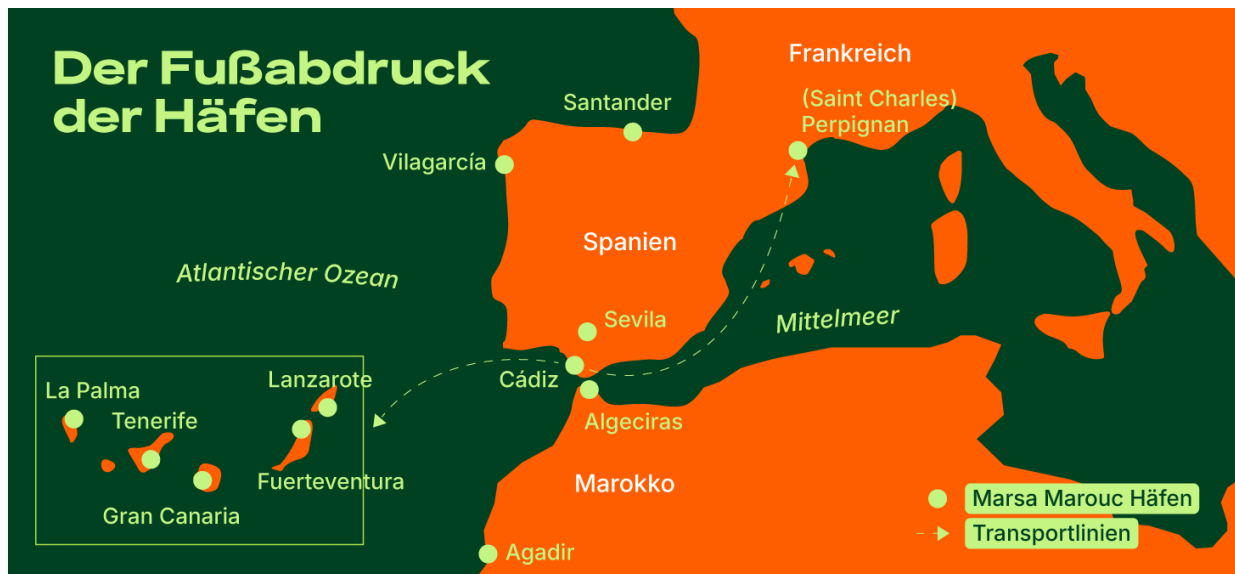 Der Fußabdruck
der Häfen
Frankreich
(Saint Charles)
Perpignan
Santander
Vilagarcía
Spanien
Atlantischer Ozean
Mittelmeer
Sevila
Cádiz
Algeciras
Lanzarote
La Palma
Tenerife
Fuerteventura
Gran Canaria
Marokko
Agadir
Marsa Marouc Häfen
Transportlinien